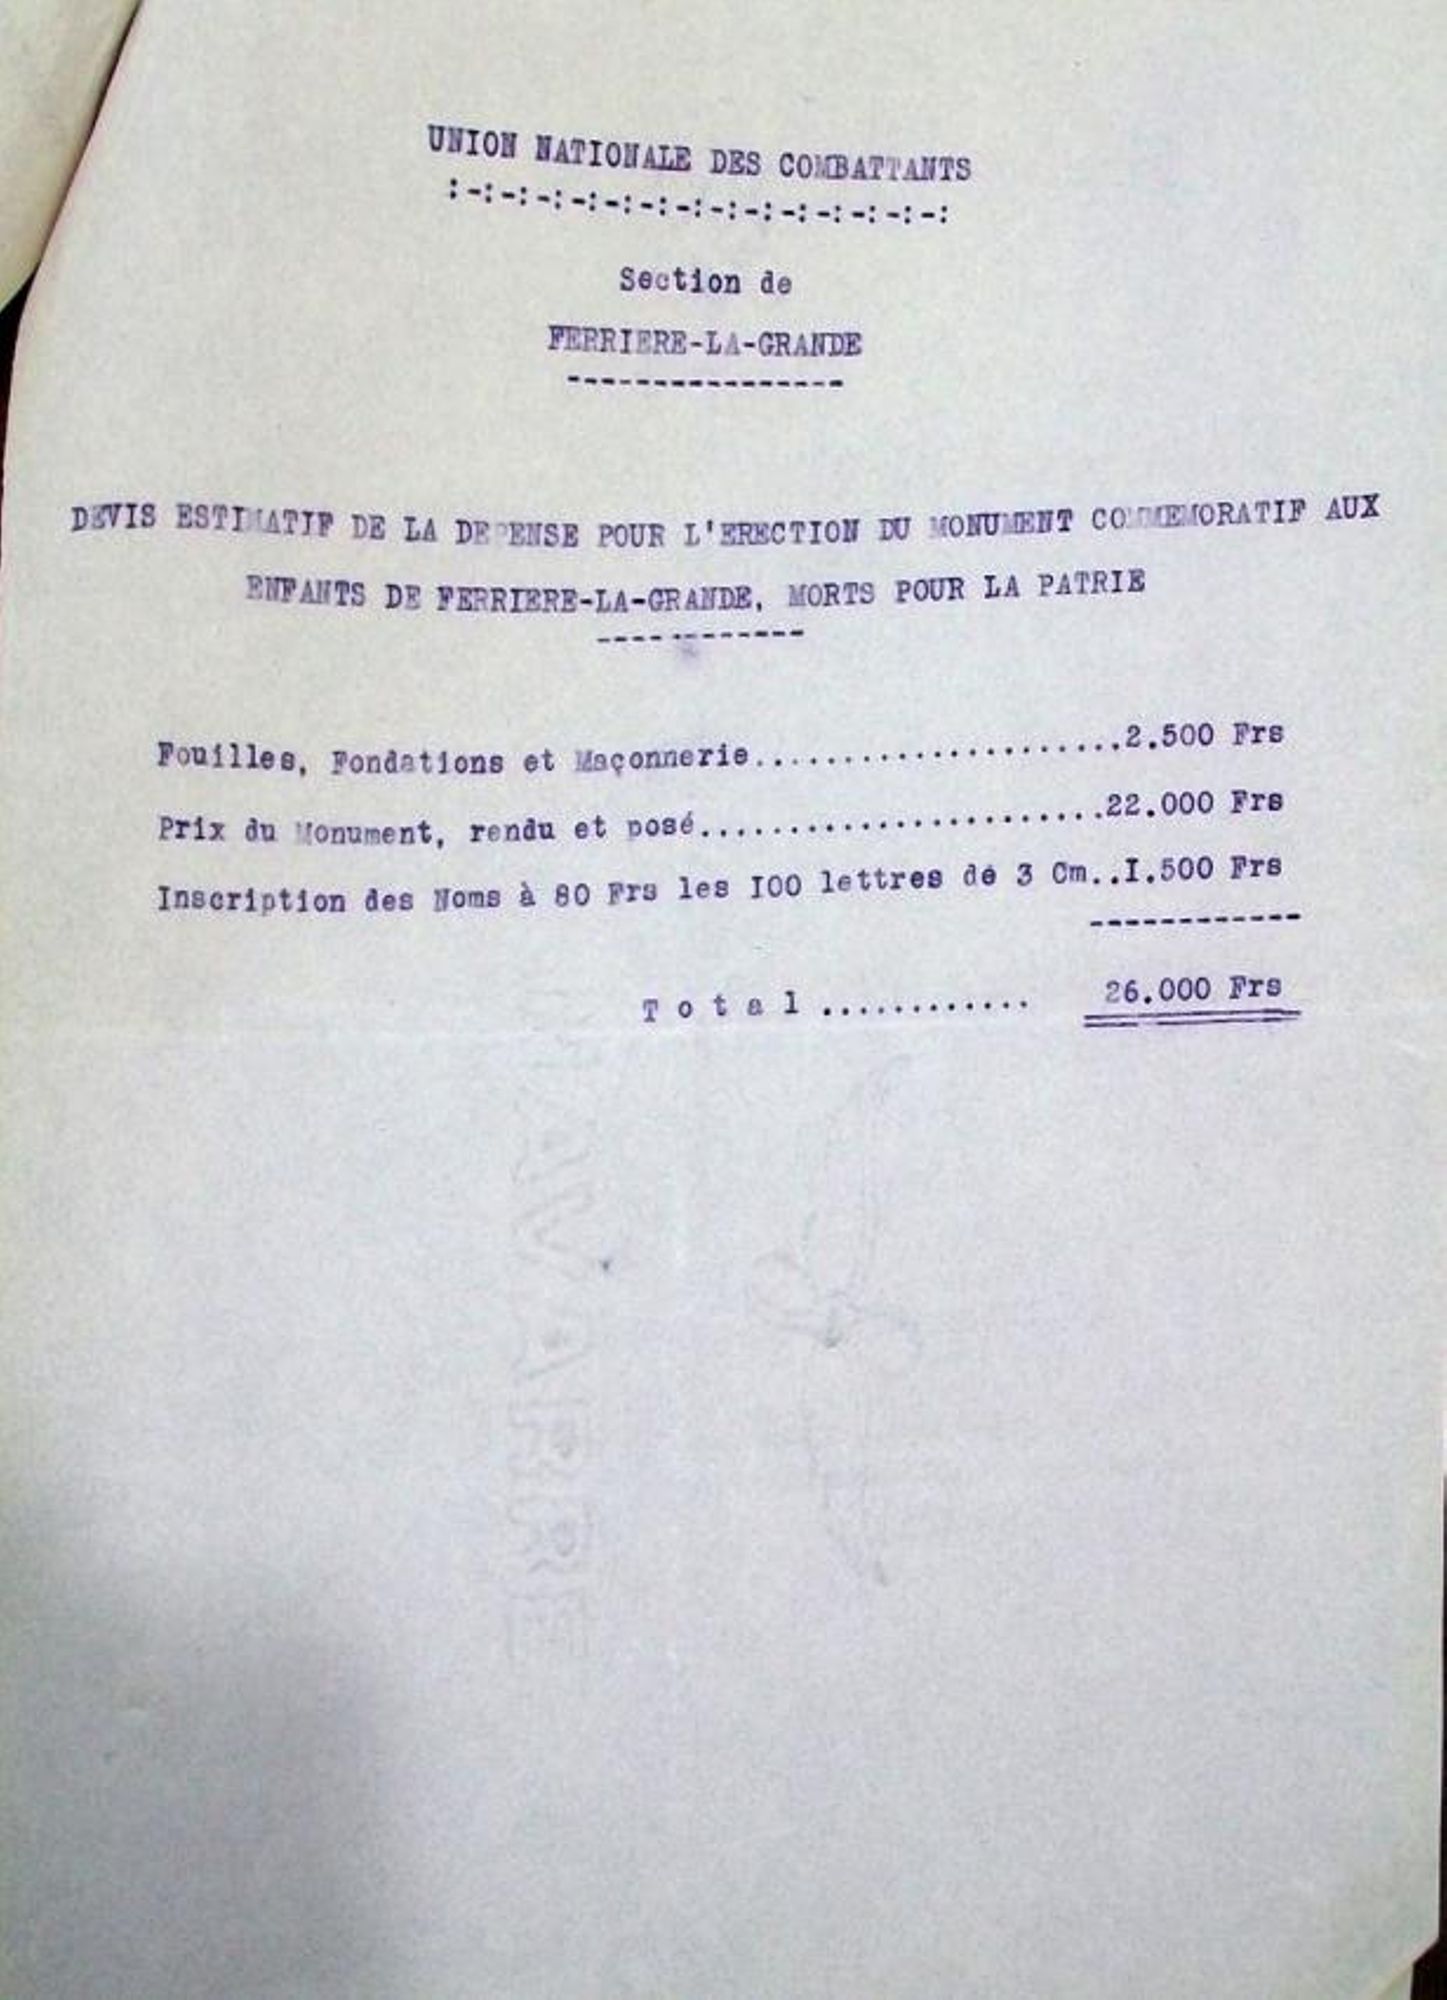 UNION NATIONALE DES COMBATTANTS
:-:-:-:-:-:-:-:-:-:-:-:-:-:-:
Section de
FERRIERE-LA-GRANDE
----------------
DEVIS ESTIMATIF DE LA DEPENSE POUR L'ERECTION DU MONUMENT COMMEMORATIF AUX
ENFANTS DE FERRIERE-LA-GRANDE, MORTS POUR LA PATRIE
------------
Fouilles, Fondations et Maçonnerie.....................2.500 Frs
Prix du Monument, rendu et posé.......................22.000 Frs
Inscription des Noms à 80 Frs les I00 lettres de 3 Cm..I.500 Frs
------------
T o t a l ............ 26.000 Frs
NAVARRE